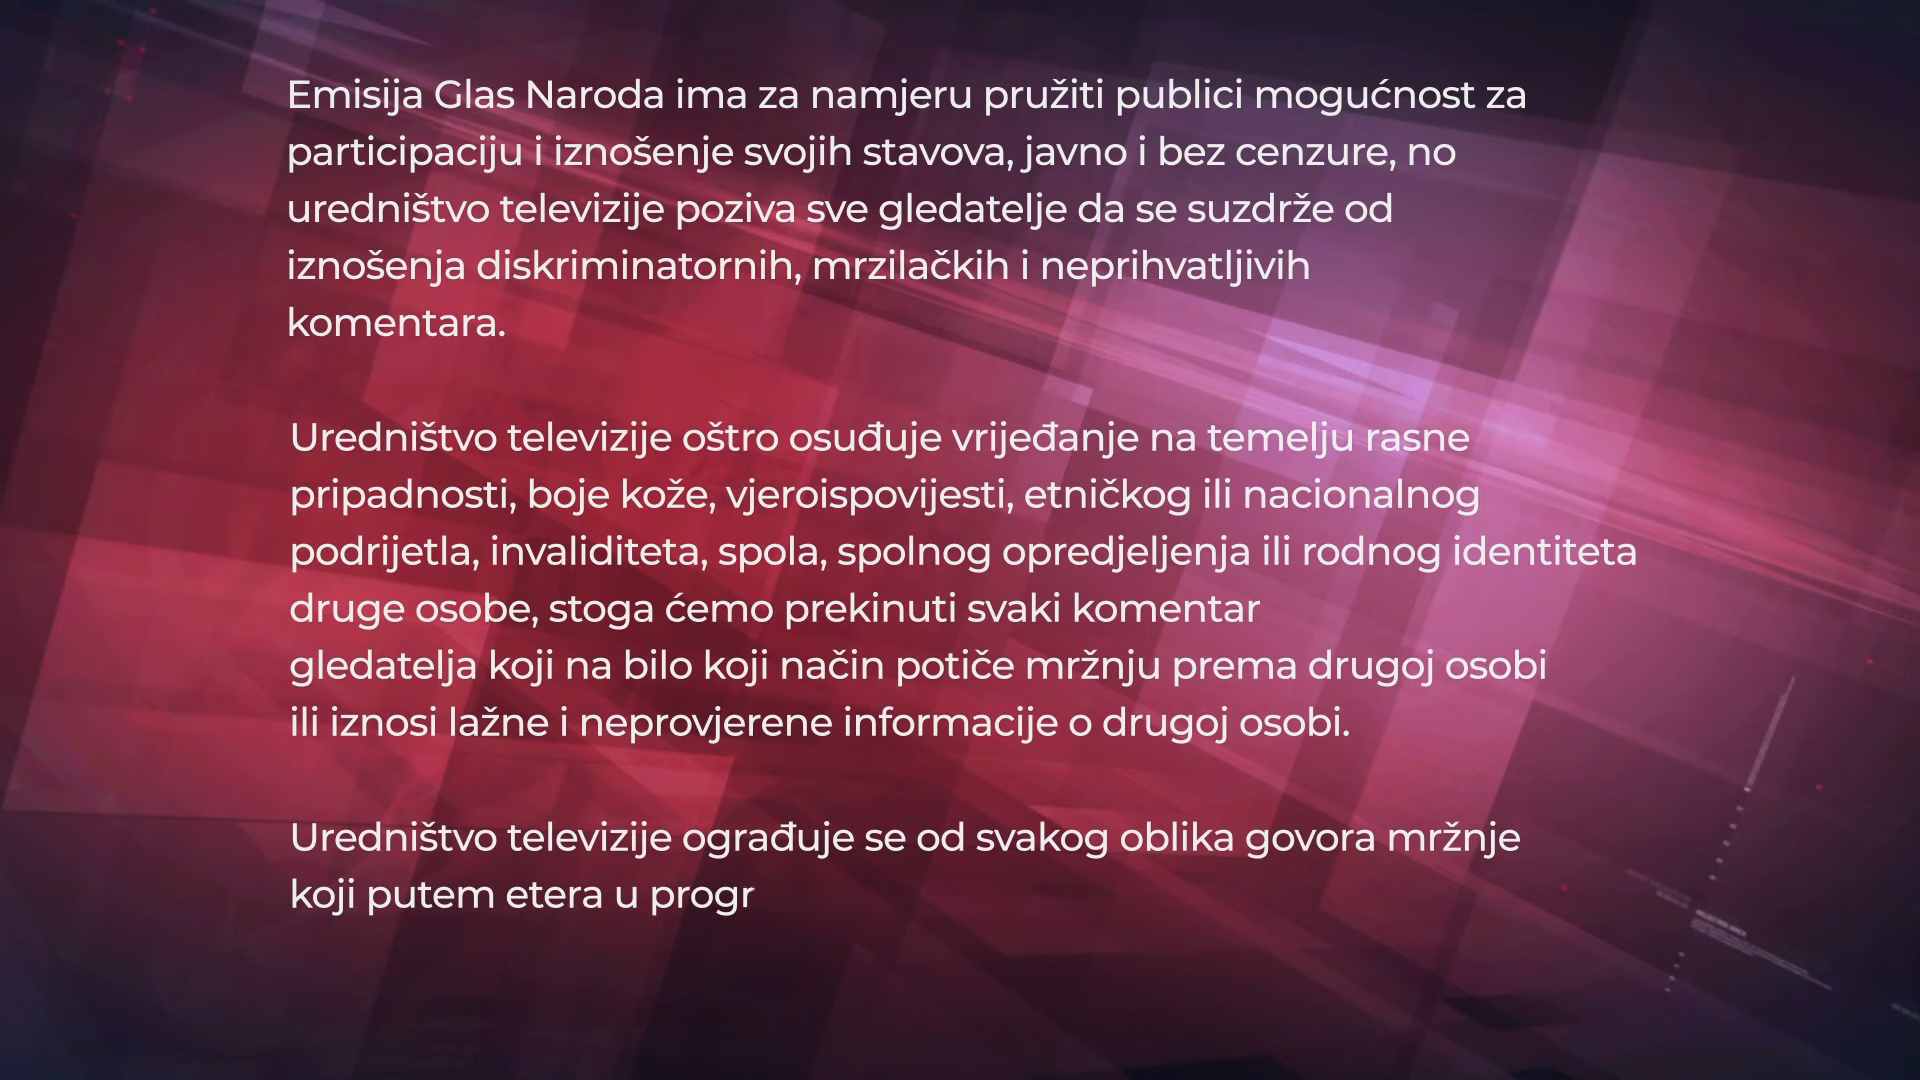 Emisija Glas Naroda ima za namjeru pružiti publici mogućnost za
participaciju i iznošenje svojih stavova, javno i bez cenzure, no
uredništvo televizije poziva sve gledatelje da se suzdrže od
iznošenja diskriminatornih, mrzilačkih i neprihvatljivih
komentara.
Uredništvo televizije oštro osuđuje vrijeđanje na temelju rasne
pripadnosti, boje kože, vjeroispovijesti, etničkog ili nacionalnog
podrijetla, invaliditeta, spola, spolnog opredjeljenja ili rodnog identiteta
druge osobe, stoga ćemo prekinuti svaki komentar
gledatelja koji na bilo koji način potiče mržnju prema drugoj osobi
ili iznosi lažne i neprovjerene informacije o drugoj osobi.
Uredništvo televizije ograđuje se od svakog oblika govora mržnje
koji putem etera u progr